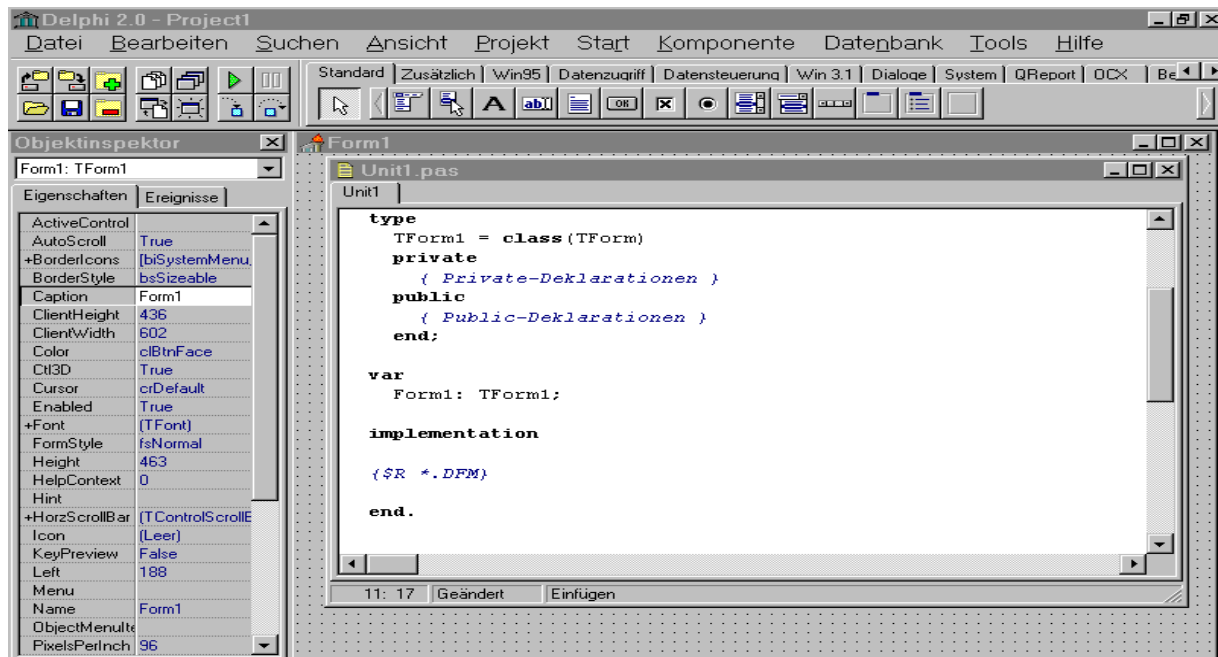 Delphi 2.0 - Project1
Datei Bearbeiten Suchen Ansicht Projekt Start Komponente Datenbank Tools Hilfe
Standard Zusätzlich Win95 Datenzugriff Datensteuerung Win 3.1 Dialoge System QReport OCX Be
A ab OK
Objektinspektor
Form1: TForm1
Eigenschaften Ereignisse
ActiveControl
AutoScroll True
+BorderIcons [biSystemMenu,
BorderStyle bsSizeable
Caption Form1
ClientHeight 436
ClientWidth 602
Color clBtnFace
Ctl3D True
Cursor crDefault
Enabled True
+Font (TFont)
FormStyle fsNormal
Height 463
HelpContext 0
Hint
+HorzScrollBar (TControlScrollB
Icon (Leer)
KeyPreview False
Left 188
Menu
Name Form1
ObjectMenuIte
PixelsPerInch 96
Form1
Unit1.pas
Unit1
type
TForm1 = class(TForm)
private
{ Private-Deklarationen }
public
{ Public-Deklarationen }
end;
var
Form1: TForm1;
implementation
{$R *.DFM}
end.
11: 17 Geändert Einfügen